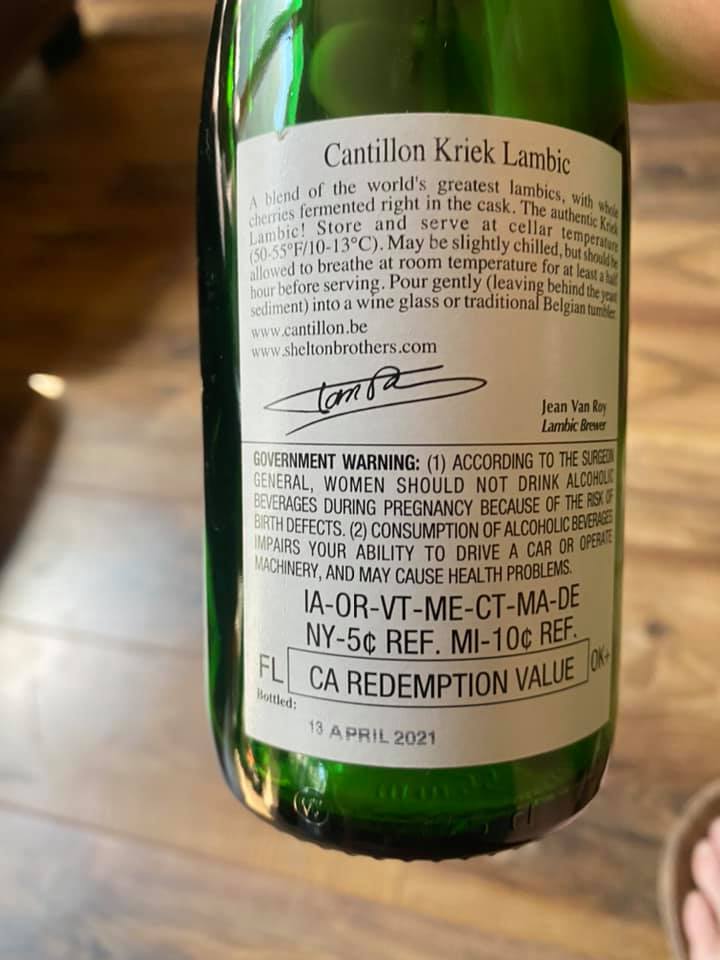 Cantillon Kriek Lambic
A blend of the world's greatest lambics, with whole
cherries fermented right in the cask. The authentic Kriek
Lambic! Store and serve at cellar temperature
(50-55°F/10-13°C). May be slightly chilled, but should be
allowed to breathe at room temperature for at least a half
hour before serving. Pour gently (leaving behind the yeast
sediment) into a wine glass or traditional Belgian tumbler.
www.cantillon.be
www.sheltonbrothers.com
Jean Van Roy
Lambic Brewer
GOVERNMENT WARNING: (1) ACCORDING TO THE SURGEON
GENERAL, WOMEN SHOULD NOT DRINK ALCOHOLIC
BEVERAGES DURING PREGNANCY BECAUSE OF THE RISK OF
BIRTH DEFECTS. (2) CONSUMPTION OF ALCOHOLIC BEVERAGES
IMPAIRS YOUR ABILITY TO DRIVE A CAR OR OPERATE
MACHINERY, AND MAY CAUSE HEALTH PROBLEMS.
IA-OR-VT-ME-CT-MA-DE
NY-5¢ REF. MI-10¢ REF.
FL CA REDEMPTION VALUE OK+
Bottled:
13 APRIL 2021